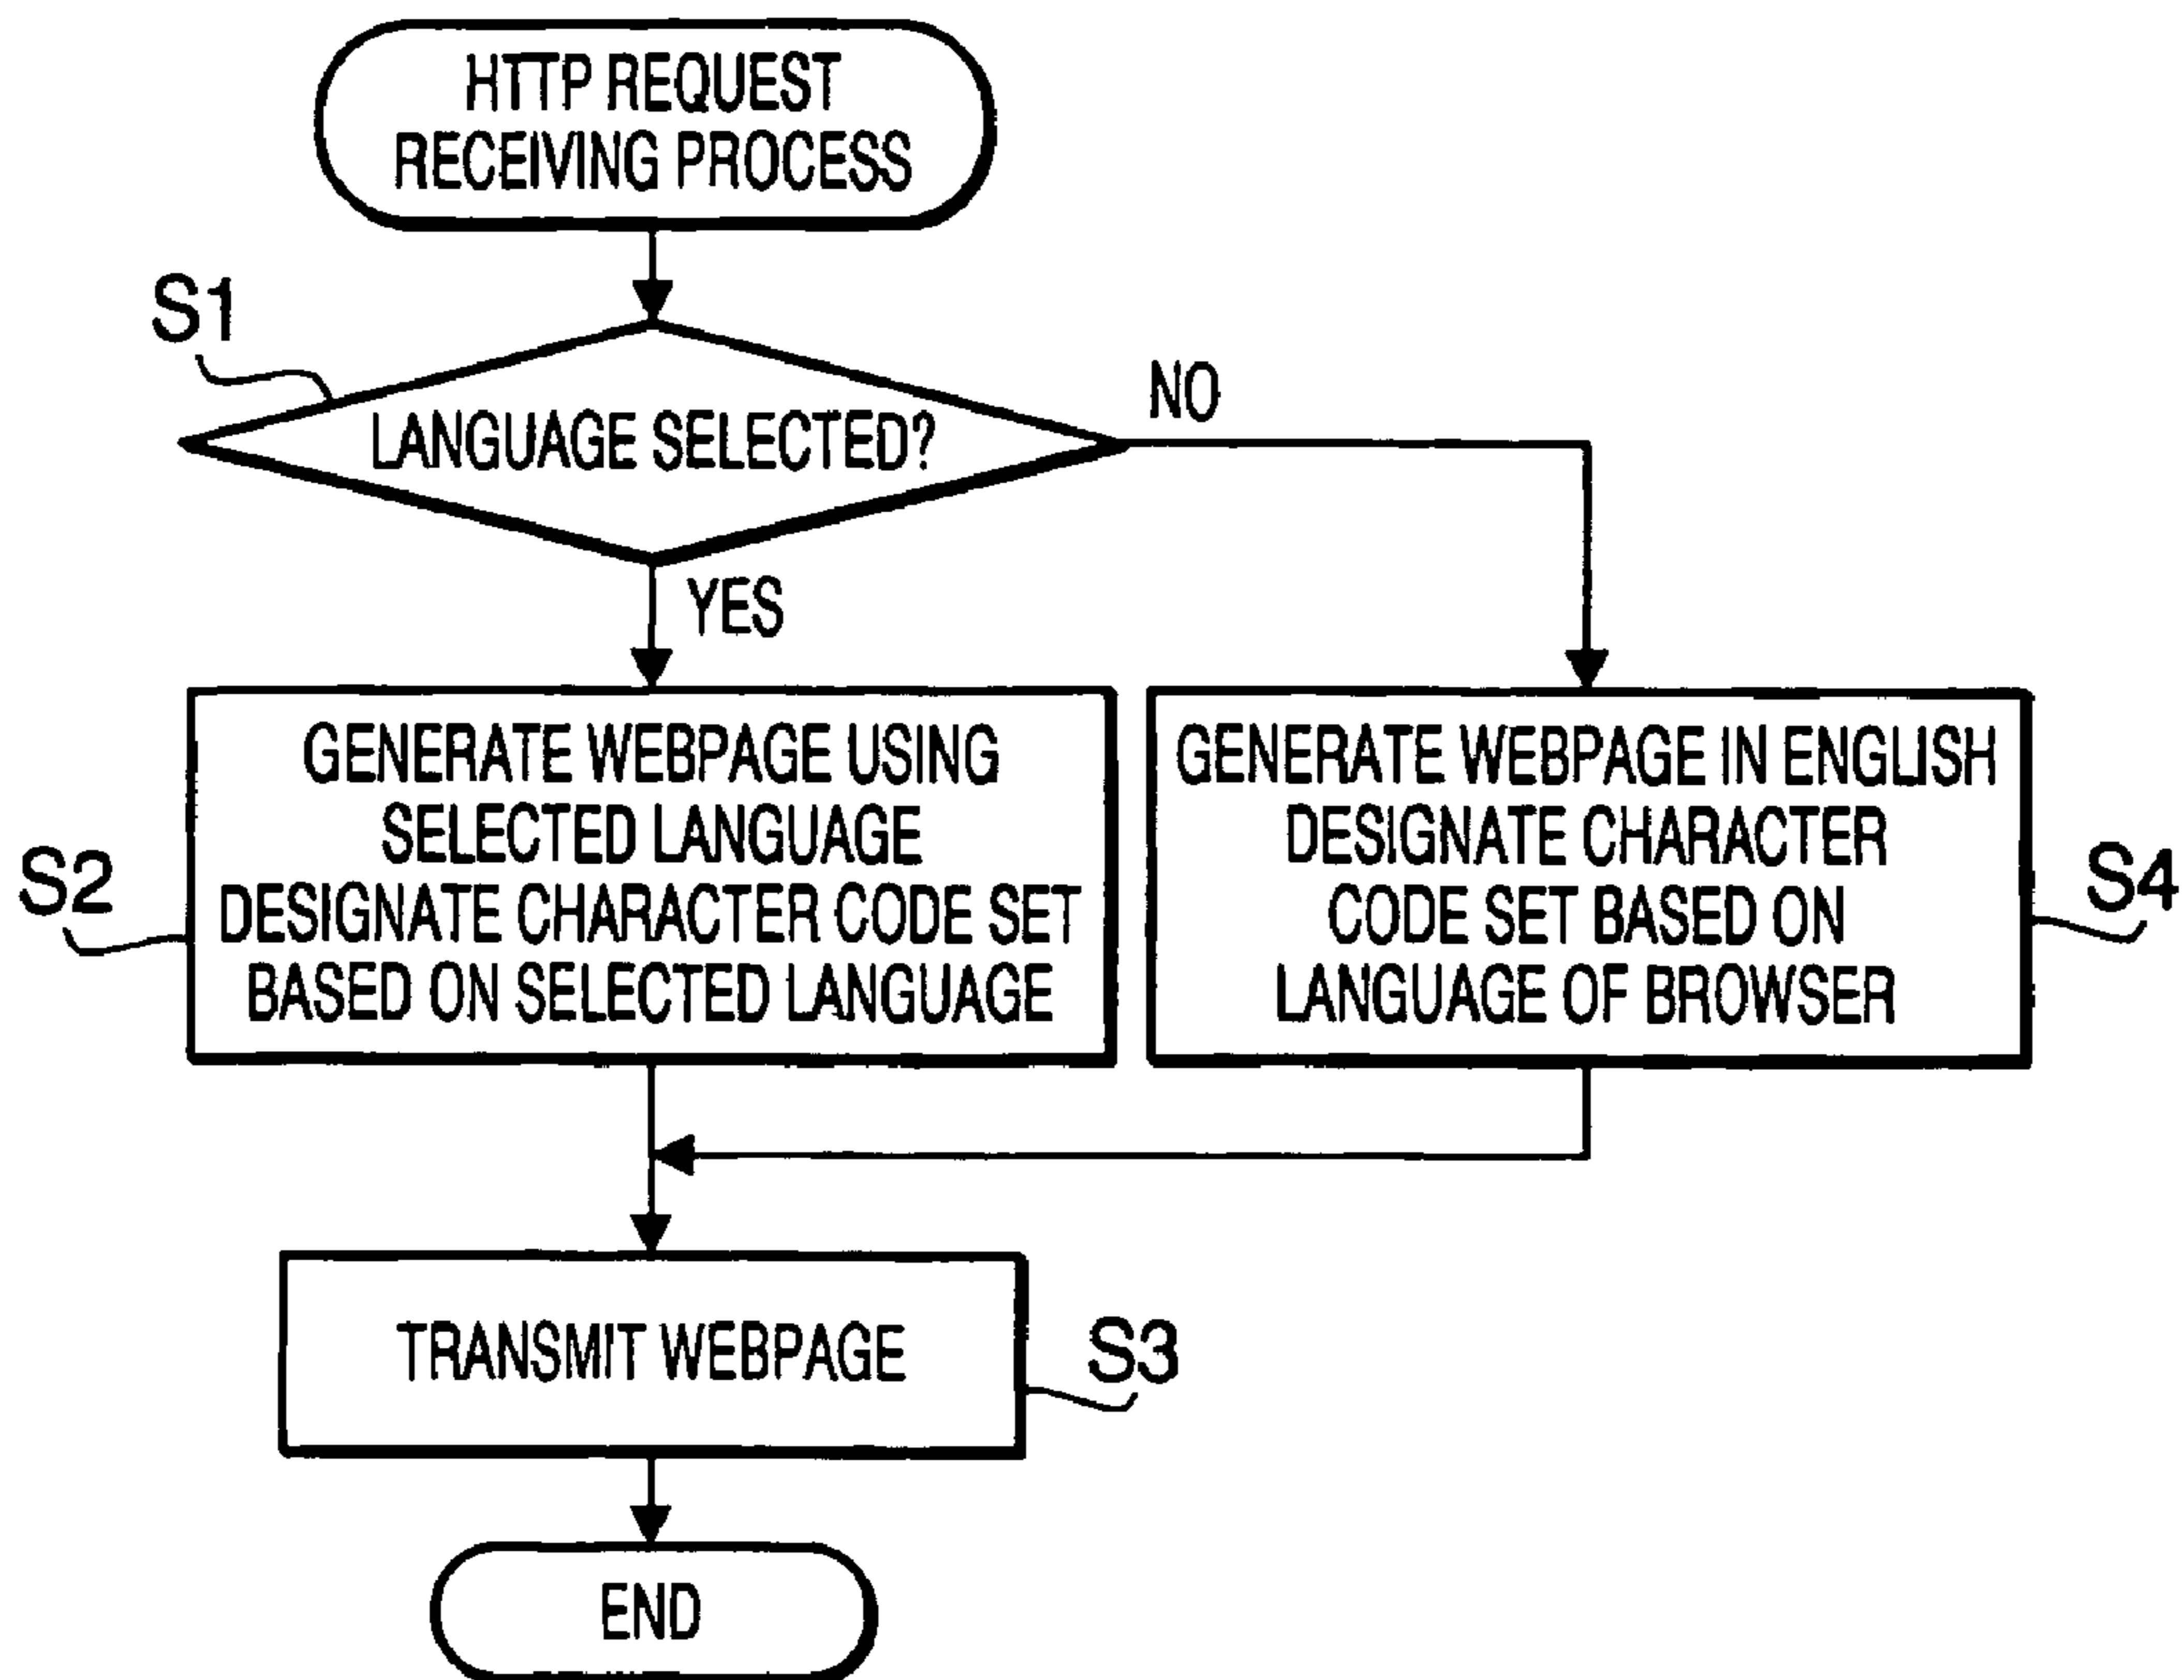 HTTP REQUEST
RECEIVING PROCESS
S1
LANGUAGE SELECTED?
NO
YES
S2
GENERATE WEBPAGE USING
SELECTED LANGUAGE
DESIGNATE CHARACTER CODE SET
BASED ON SELECTED LANGUAGE
GENERATE WEBPAGE IN ENGLISH
DESIGNATE CHARACTER
CODE SET BASED ON
LANGUAGE OF BROWSER
S4
TRANSMIT WEBPAGE
S3
END